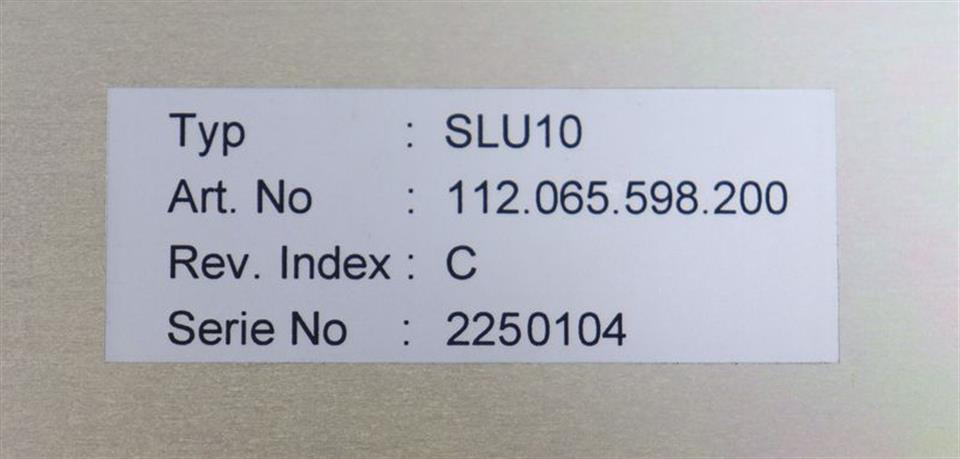 Typ : SLU10
Art. No : 112.065.598.200
Rev. Index : C
Serie No : 2250104